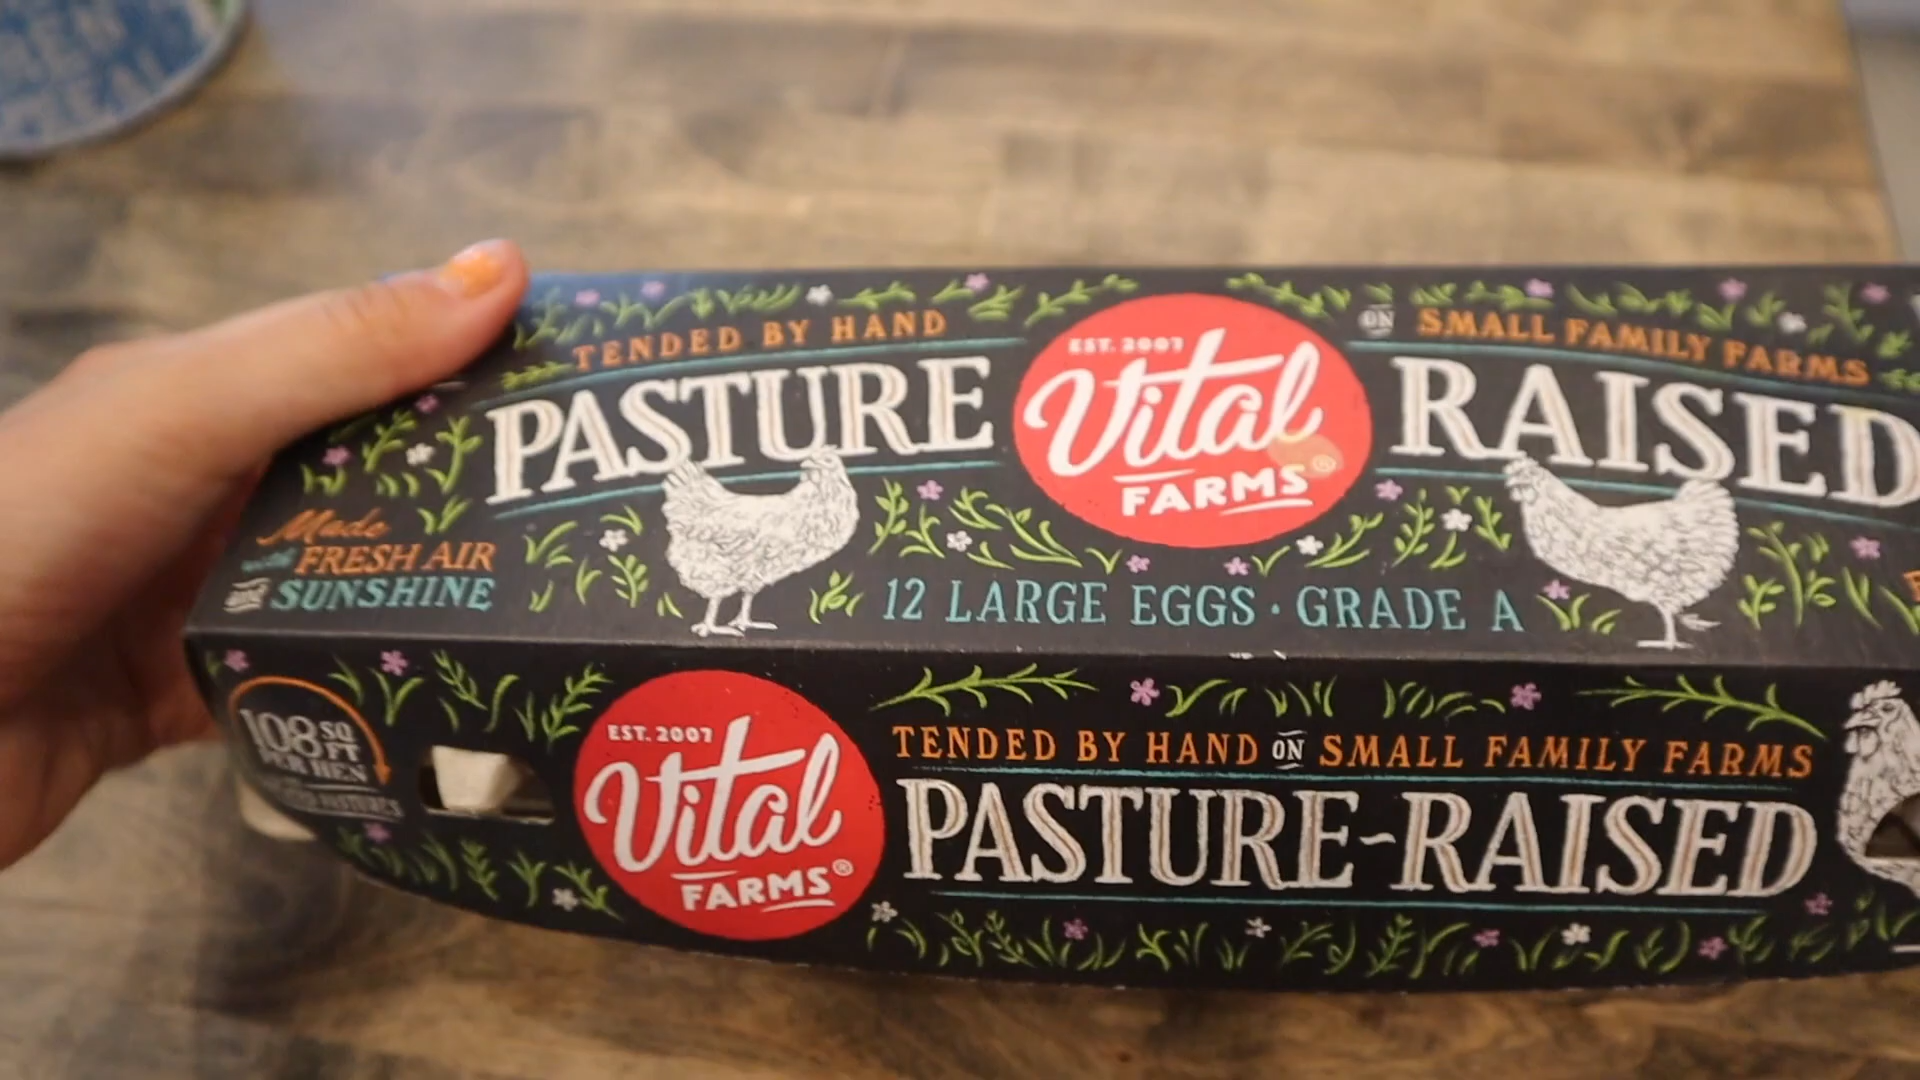 TENDED BY HAND
ON SMALL FAMILY FARMS
PASTURE
EST. 2007
Vital
FARMS®
RAISED
Made
with FRESH AIR
and SUNSHINE
12 LARGE EGGS • GRADE A
108 SQ FT
PER HEN
EST. 2007
Vital
FARMS®
TENDED BY HAND ON SMALL FAMILY FARMS
PASTURE-RAISED